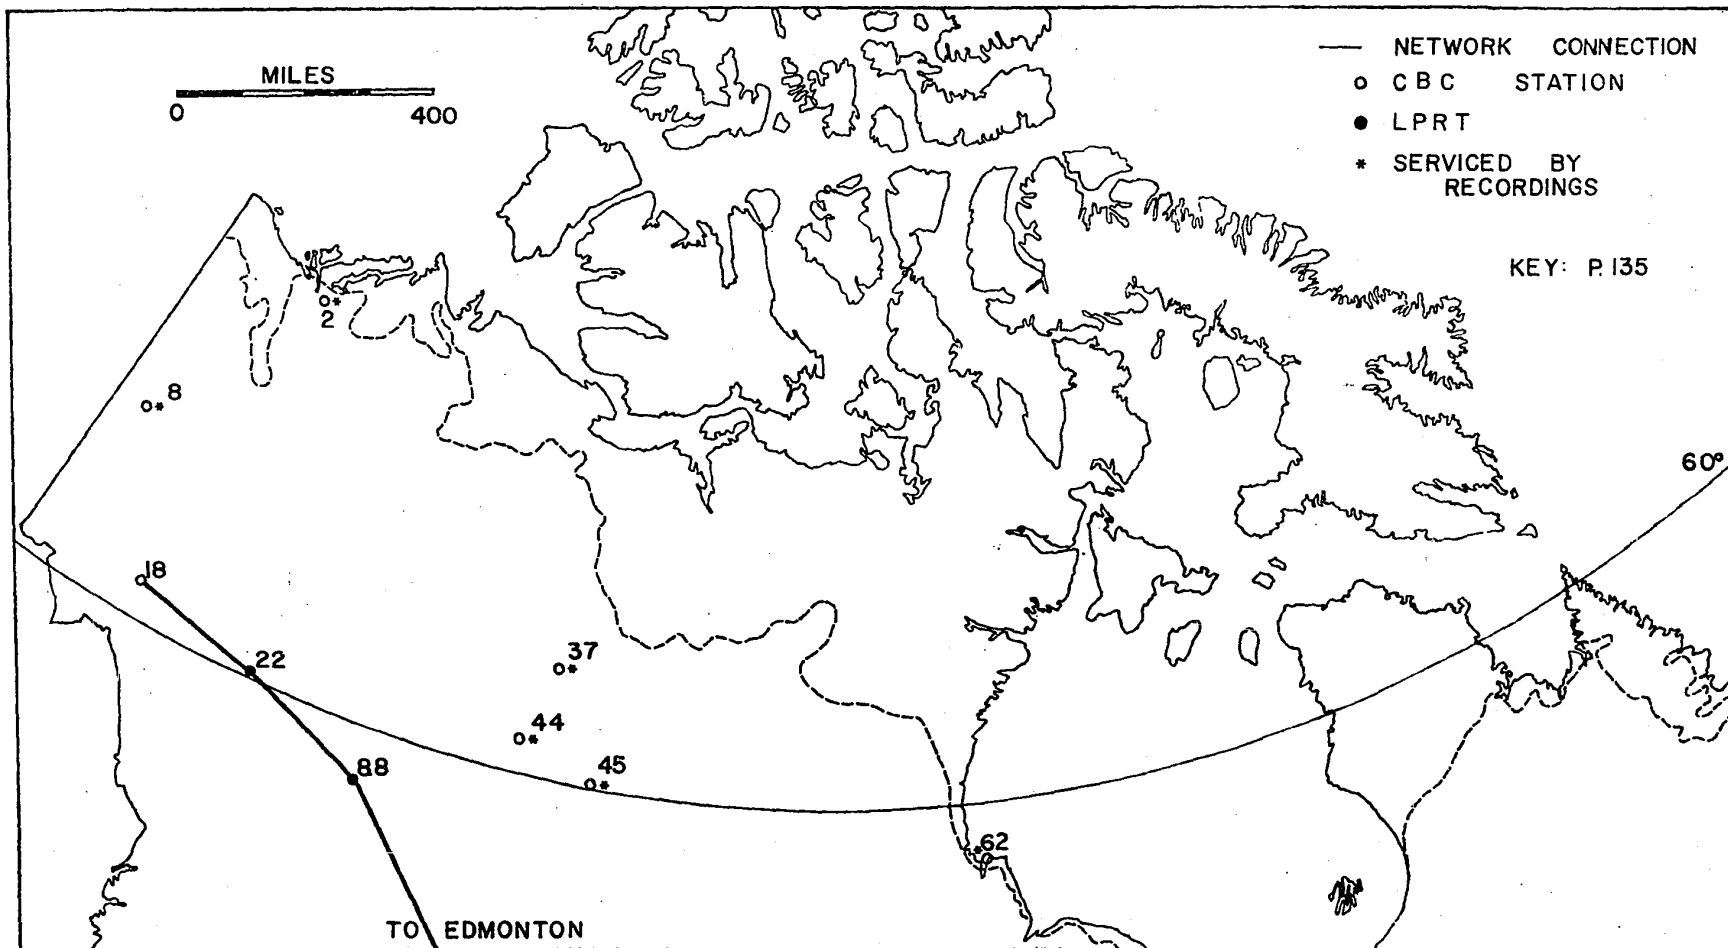 MILES
0 400
— NETWORK CONNECTION
○ CBC STATION
● LPRT
* SERVICED BY
RECORDINGS
KEY: P. 135
2
8
60°
18
22
37
44
88
45
62
TO EDMONTON